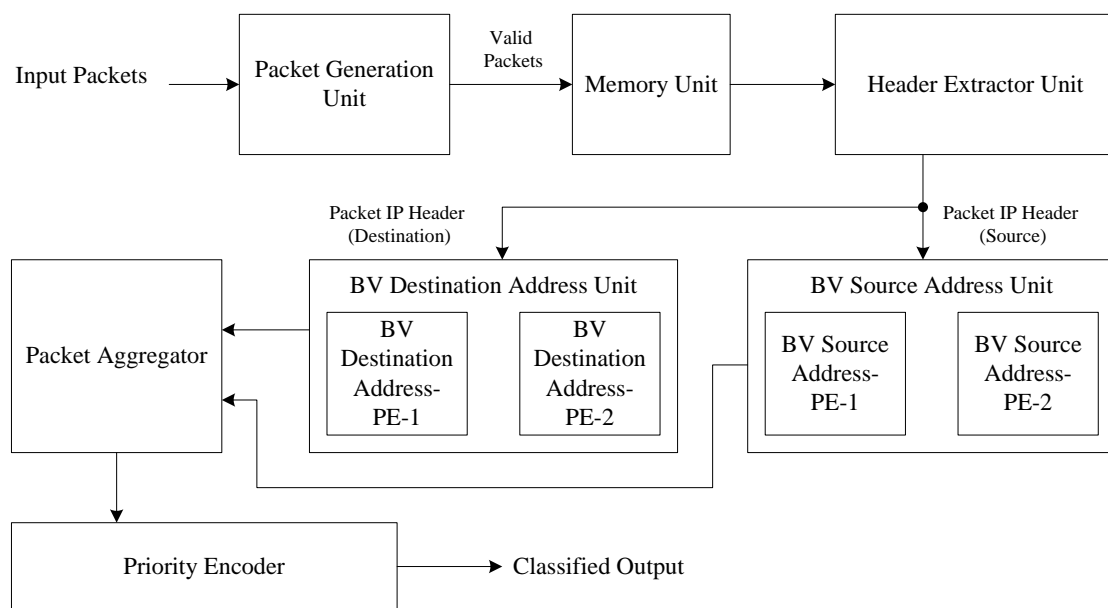 Input Packets
Packet Generation
Unit
Valid
Packets
Memory Unit
Header Extractor Unit
Packet IP Header
(Destination)
Packet IP Header
(Source)
Packet Aggregator
BV Destination Address Unit
BV
Destination
Address-
PE-1
BV
Destination
Address-
PE-2
BV Source Address Unit
BV Source
Address-
PE-1
BV Source
Address-
PE-2
Priority Encoder
Classified Output